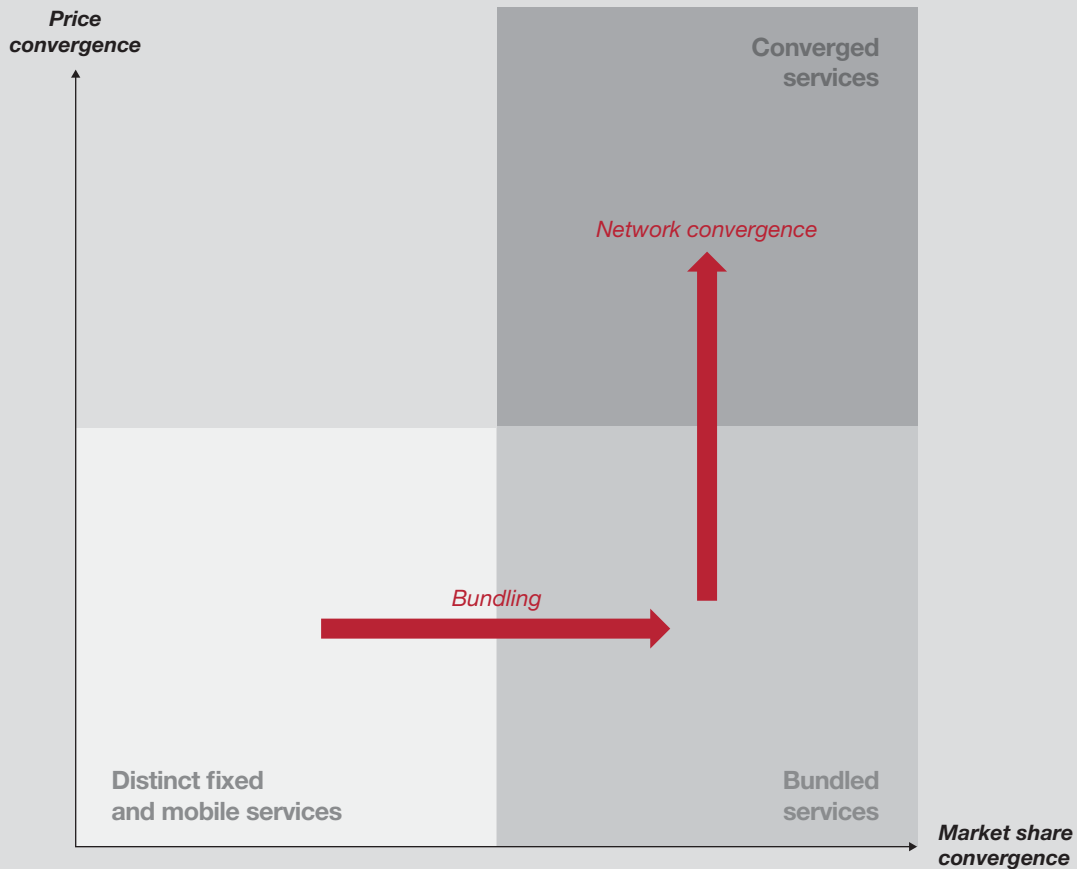 Price
convergence
Converged
services
Network convergence
Bundling
Distinct fixed
and mobile services
Bundled
services
Market share
convergence